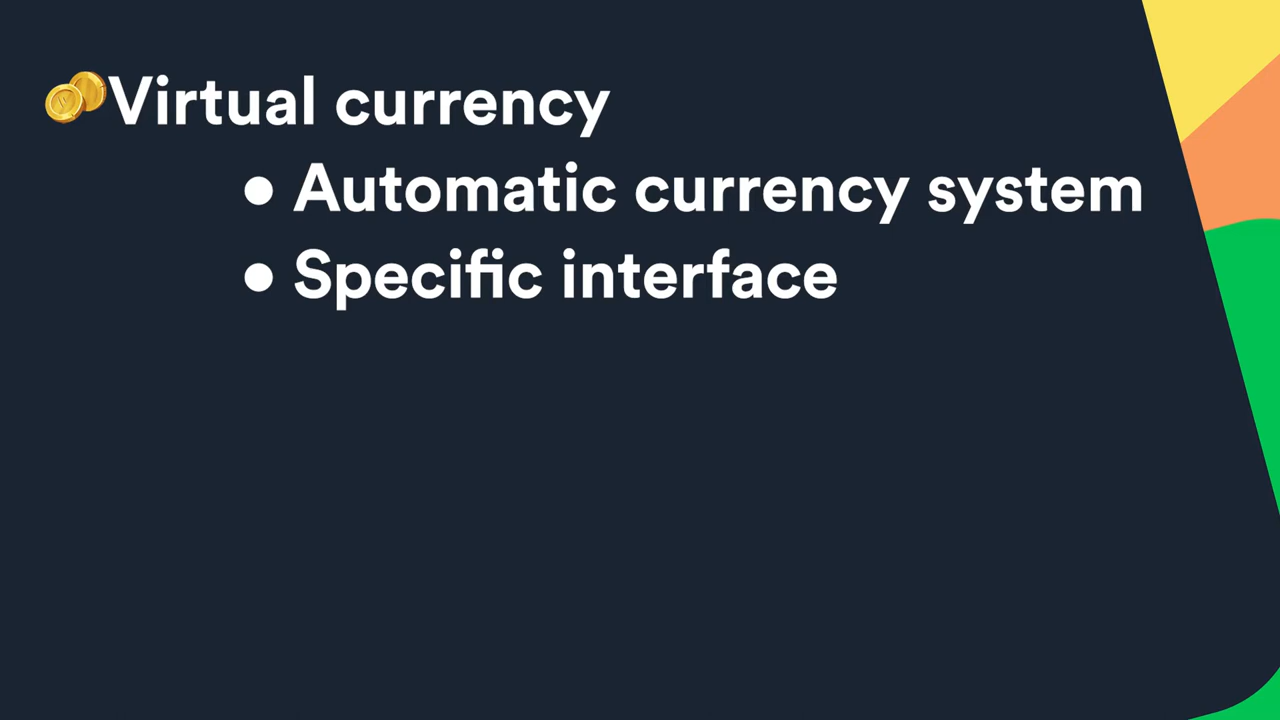 Virtual currency
● Automatic currency system
● Specific interface